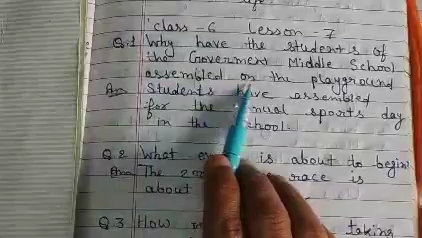 Class - 6 Lesson - 7
Q.1 Why have the students of
the Government Middle School
assembled on the playground
Ans Students have assembled
for the sports day
in the
Q 2 What is about to begin
Ans The race is
about
Q 3 How taking